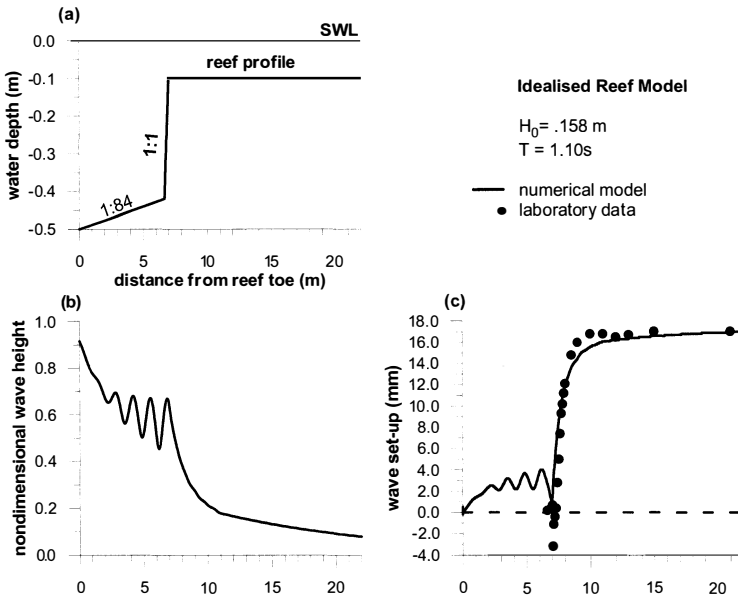 (a)
SWL
0.0
reef profile
-0.1
-0.2
-0.3
-0.4
-0.5
water depth (m)
1:1
1:84
0 5 10 15 20
distance from reef toe (m)
Idealised Reef Model
H0= .158 m
T = 1.10s
numerical model
laboratory data
(b)
1.0
0.8
0.6
0.4
0.2
0.0
nondimensional wave height
0 5 10 15 20
(c)
18.0
16.0
14.0
12.0
10.0
8.0
6.0
4.0
2.0
0.0
-2.0
-4.0
wave set-up (mm)
0 5 10 15 20